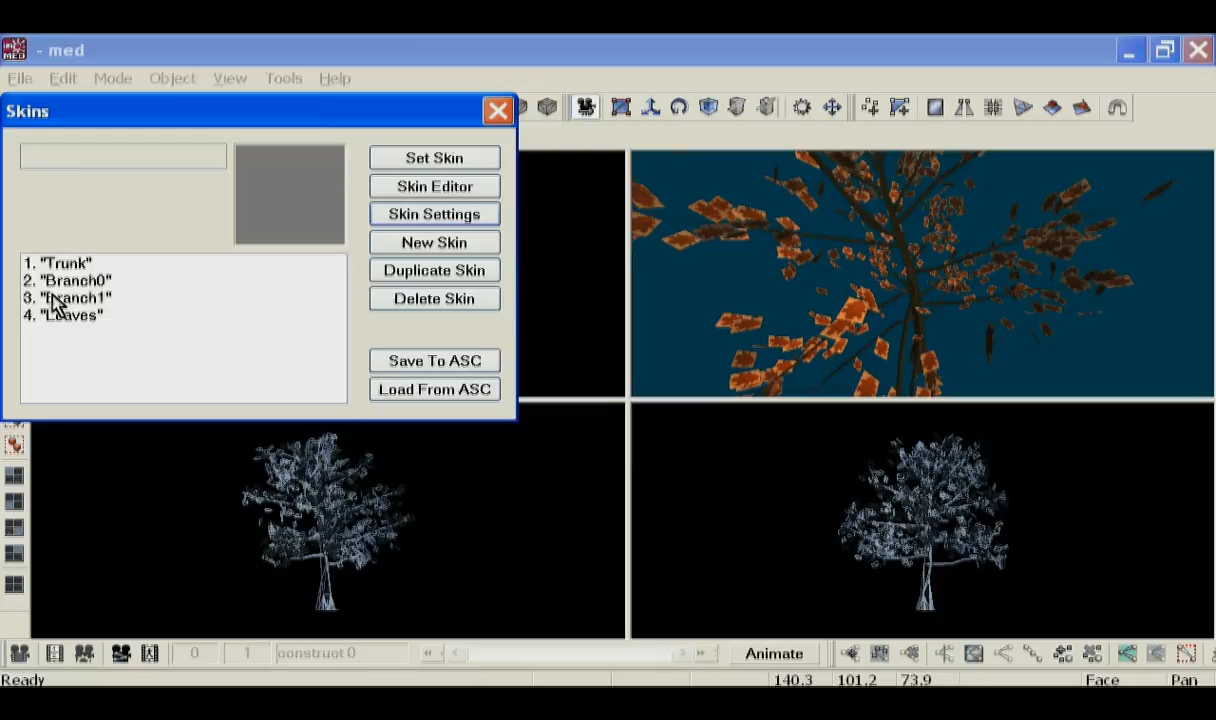 MED - med
File Edit Mode Object View Tools Help
Skins
Set Skin
Skin Editor
Skin Settings
New Skin
Duplicate Skin
Delete Skin
1. "Trunk"
2. "Branch0"
3. "Branch1"
4. "Leaves"
Save To ASC
Load From ASC
0 1 construct 0 Animate
Ready 140.3 101.2 73.9 Face Pan